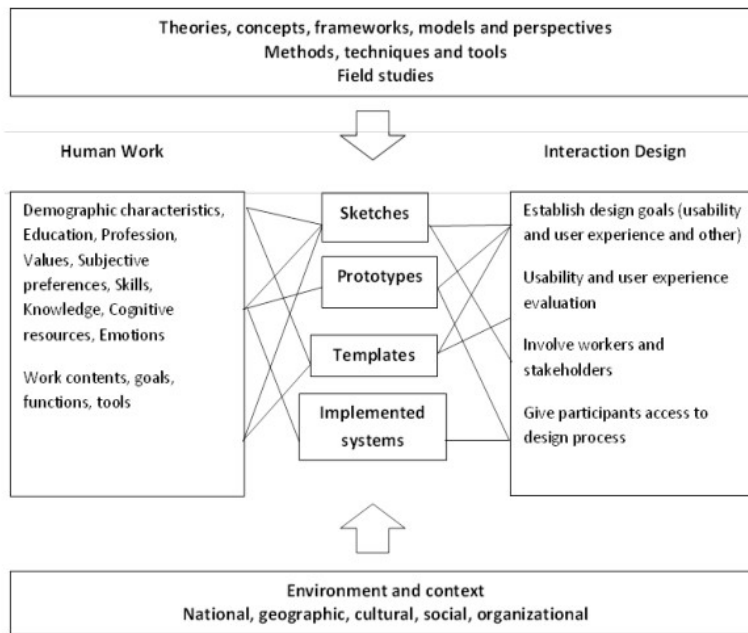 Theories, concepts, frameworks, models and perspectives
Methods, techniques and tools
Field studies
Human Work
Interaction Design
Demographic characteristics,
Education, Profession,
Values, Subjective
preferences, Skills,
Knowledge, Cognitive
resources, Emotions
Work contents, goals,
functions, tools
Sketches
Prototypes
Templates
Implemented
systems
Establish design goals (usability
and user experience and other)
Usability and user experience
evaluation
Involve workers and
stakeholders
Give participants access to
design process
Environment and context
National, geographic, cultural, social, organizational